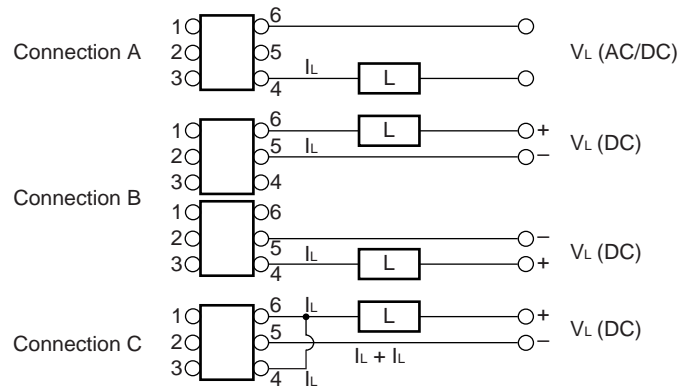 1 6
Connection A 2 5 VL (AC/DC)
3 4 IL L
1 6 L +
2 5 IL − VL (DC)
3 4
Connection B
1 6
2 5 −
3 4 IL L + VL (DC)
1 6 IL L +
Connection C 2 5 − VL (DC)
3 4 IL IL + IL